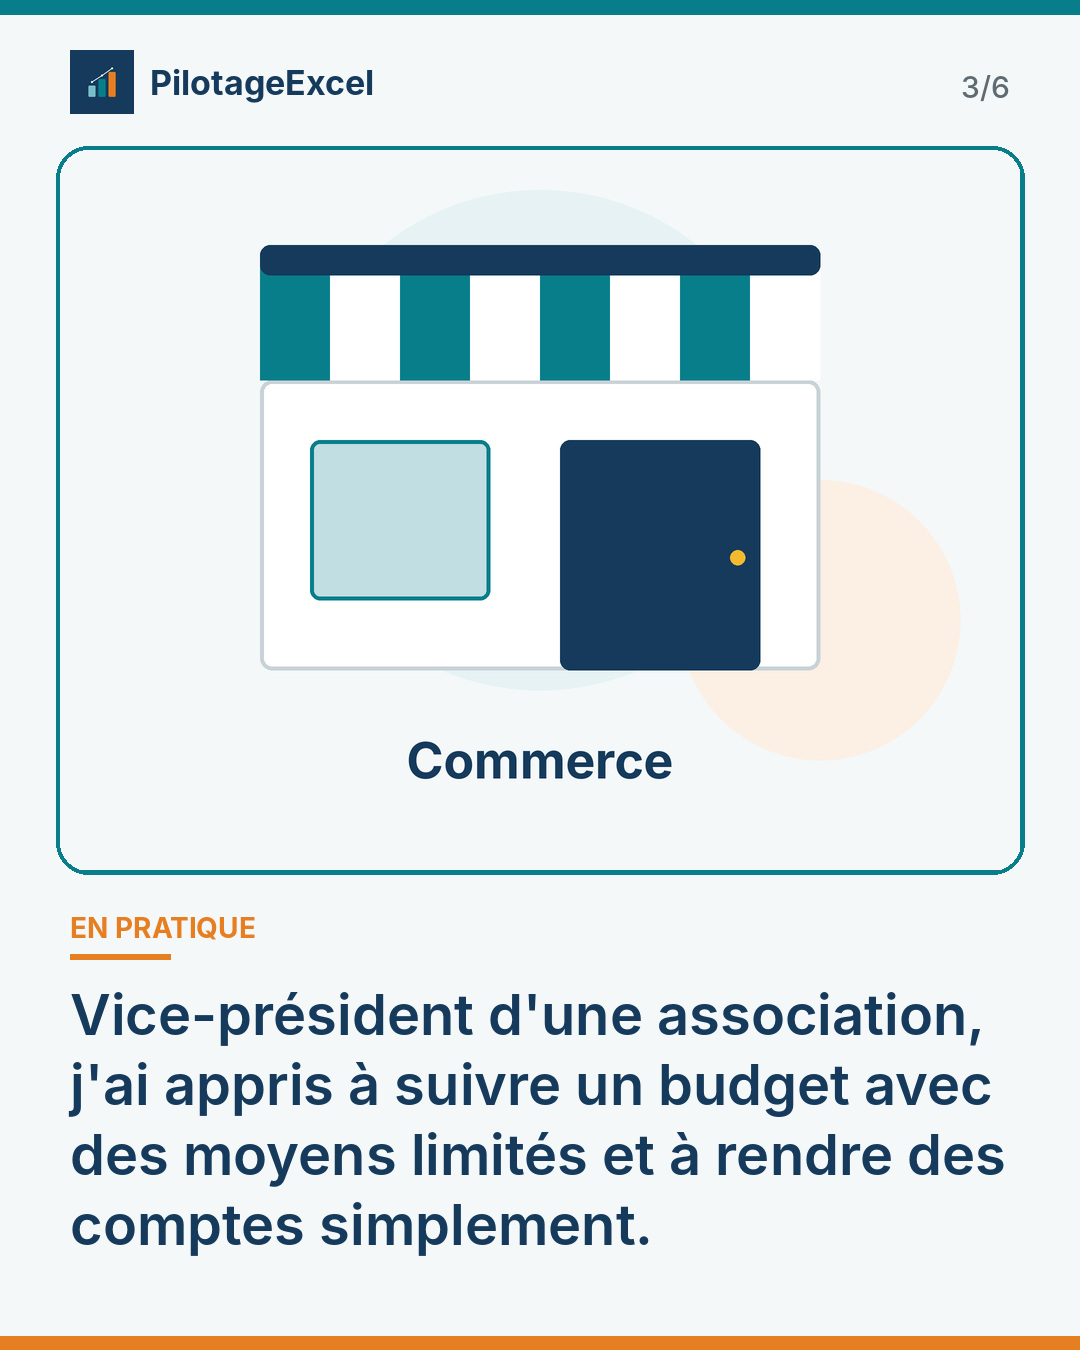 PilotageExcel
3/6
Commerce
EN PRATIQUE
Vice-président d'une association,
j'ai appris à suivre un budget avec
des moyens limités et à rendre des
comptes simplement.